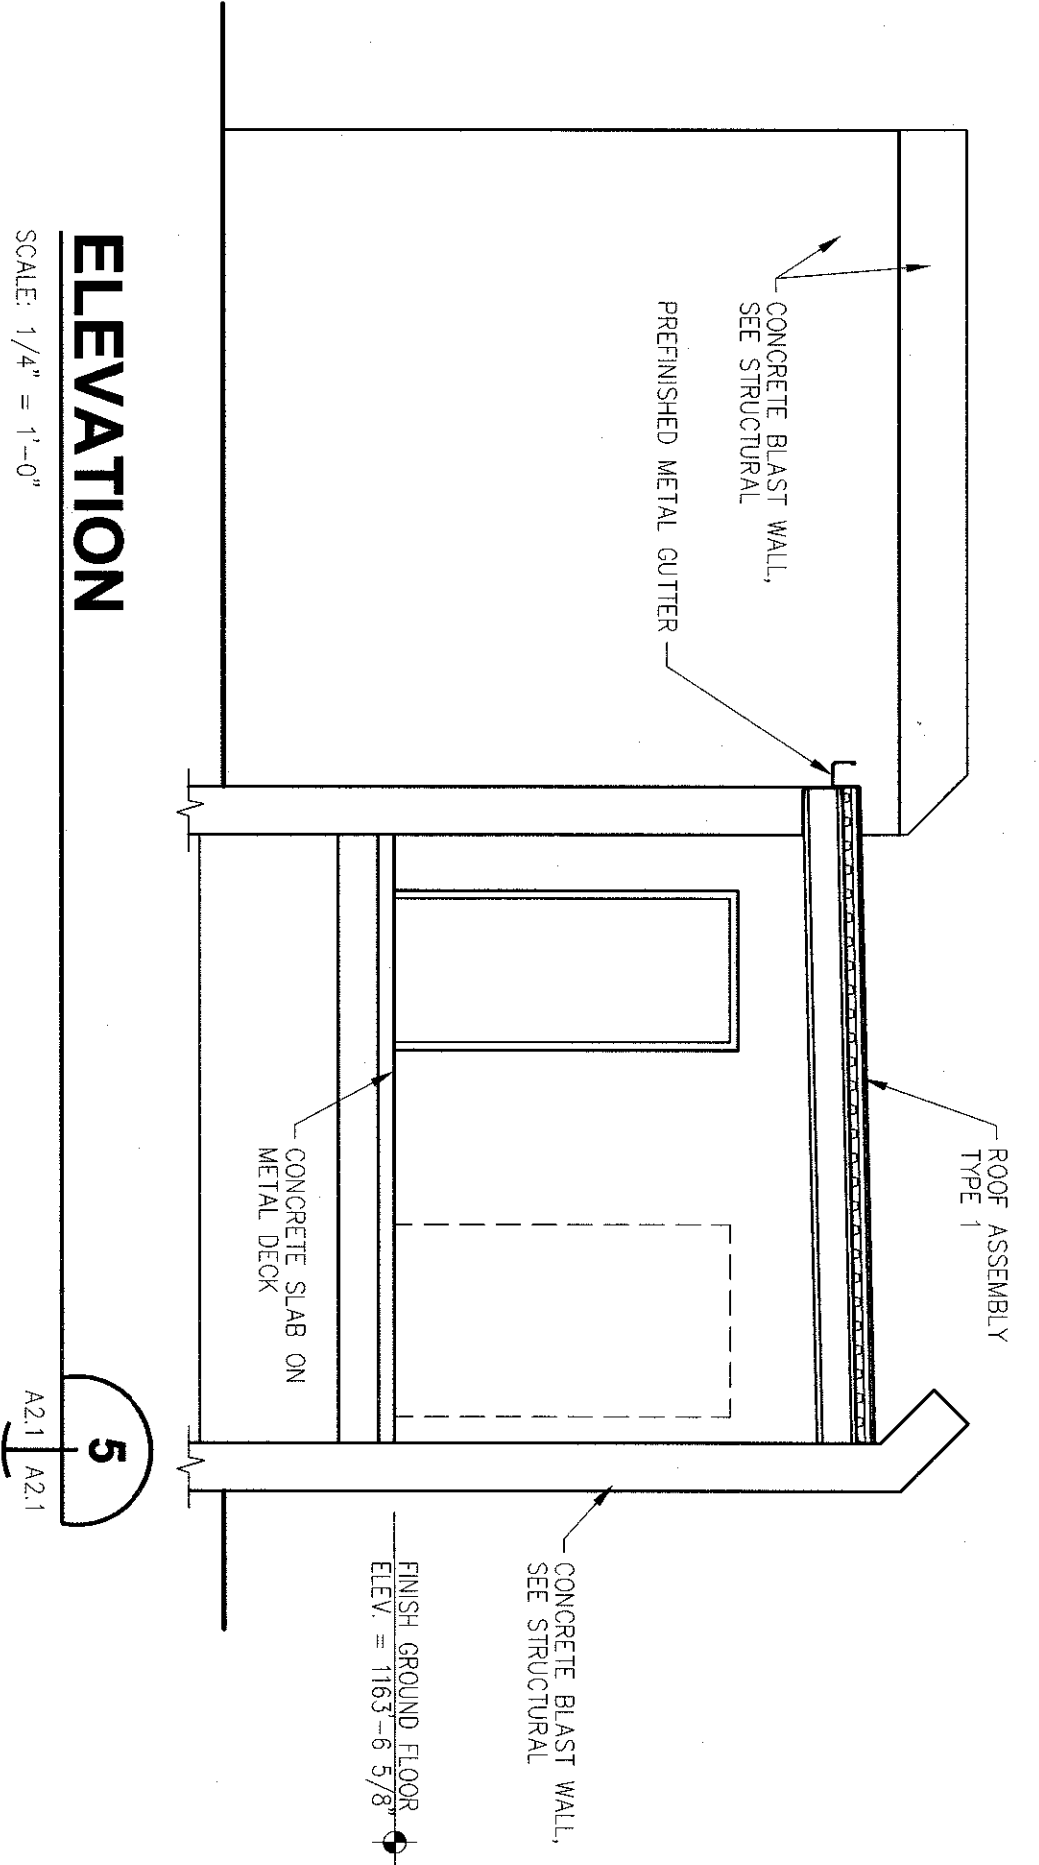 ROOF ASSEMBLY
TYPE 1
CONCRETE BLAST WALL,
SEE STRUCTURAL
PREFINISHED METAL GUTTER
CONCRETE BLAST WALL,
SEE STRUCTURAL
FINISH GROUND FLOOR
ELEV. = 1163'-6 5/8"
CONCRETE SLAB ON
METAL DECK
ELEVATION
SCALE: 1/4" = 1'-0"
5
A2.1 A2.1